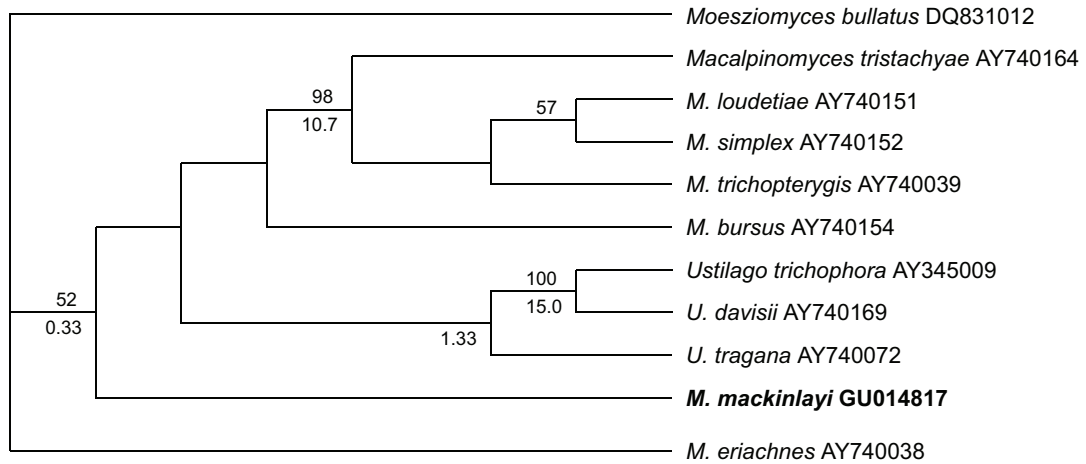 Moesziomyces bullatus DQ831012
Macalpinomyces tristachyae AY740164
98
10.7
M. loudetiae AY740151
57
M. simplex AY740152
M. trichopterygis AY740039
M. bursus AY740154
Ustilago trichophora AY345009
100
15.0
U. davisii AY740169
1.33
U. tragana AY740072
52
0.33
M. mackinlayi GU014817
M. eriachnes AY740038